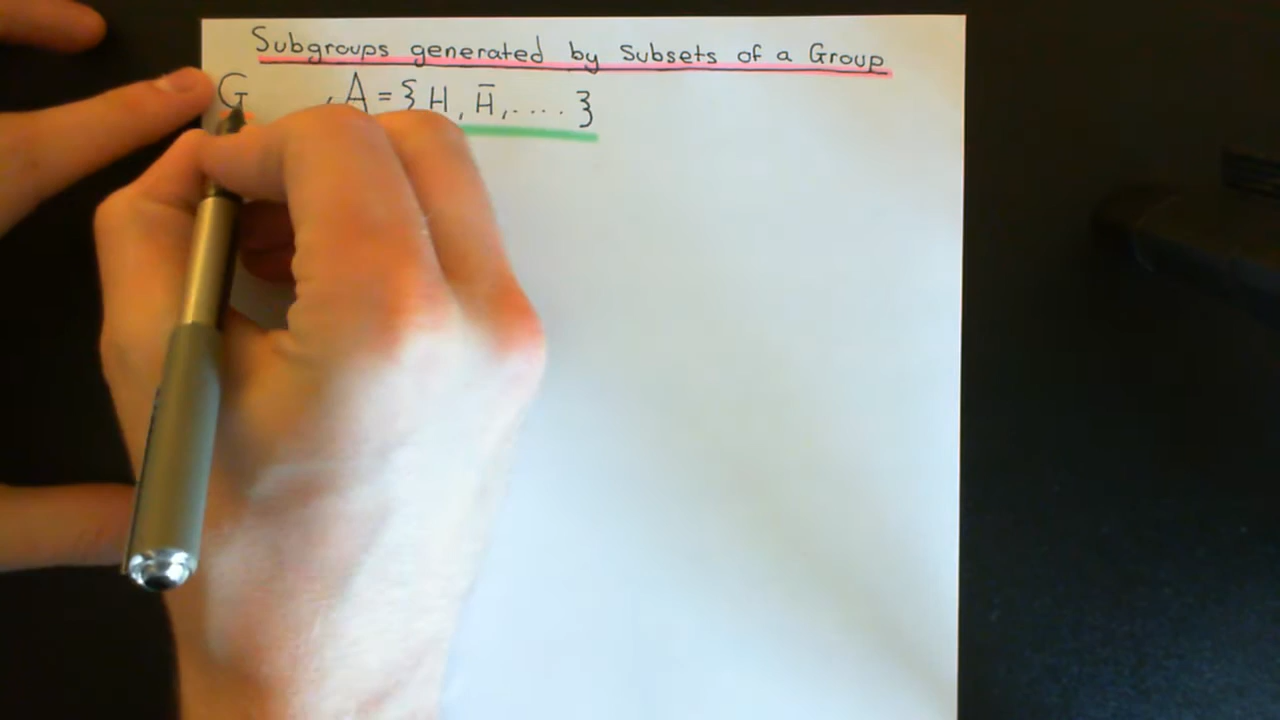 Subgroups generated by Subsets of a Group
G , A = { H, H̄, .... }